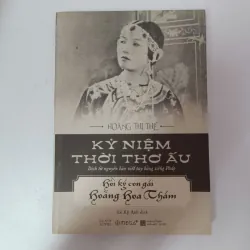 HOÀNG THỊ THẾ
KỶ NIỆM
THỜI THƠ ẤU
Dịch từ nguyên bản viết tay bằng tiếng Pháp
Hồi ký con gái
Hoàng Hoa Thám